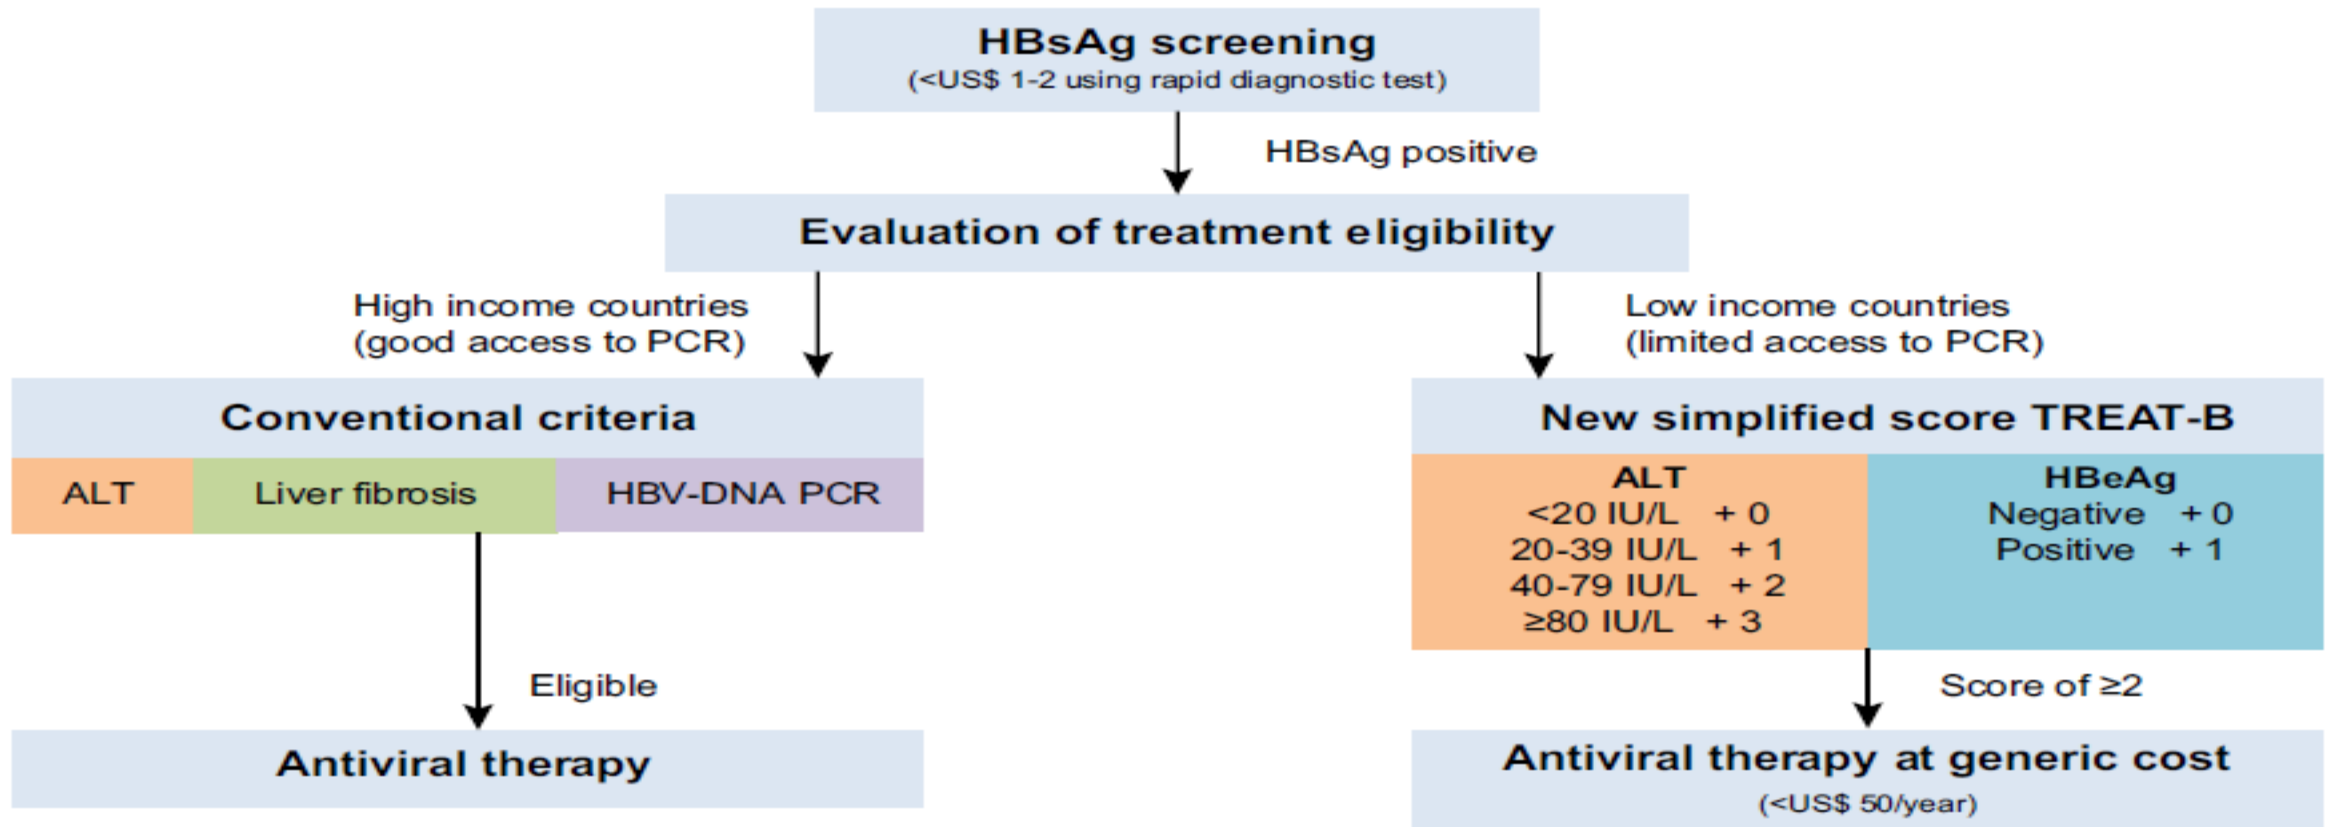 HBsAg screening
(<US$ 1-2 using rapid diagnostic test)
HBsAg positive
Evaluation of treatment eligibility
High income countries
(good access to PCR)
Low income countries
(limited access to PCR)
Conventional criteria
ALT
Liver fibrosis
HBV-DNA PCR
Eligible
Antiviral therapy
New simplified score TREAT-B
ALT
<20 IU/L + 0
20-39 IU/L + 1
40-79 IU/L + 2
≥80 IU/L + 3
HBeAg
Negative + 0
Positive + 1
Score of ≥2
Antiviral therapy at generic cost
(<US$ 50/year)